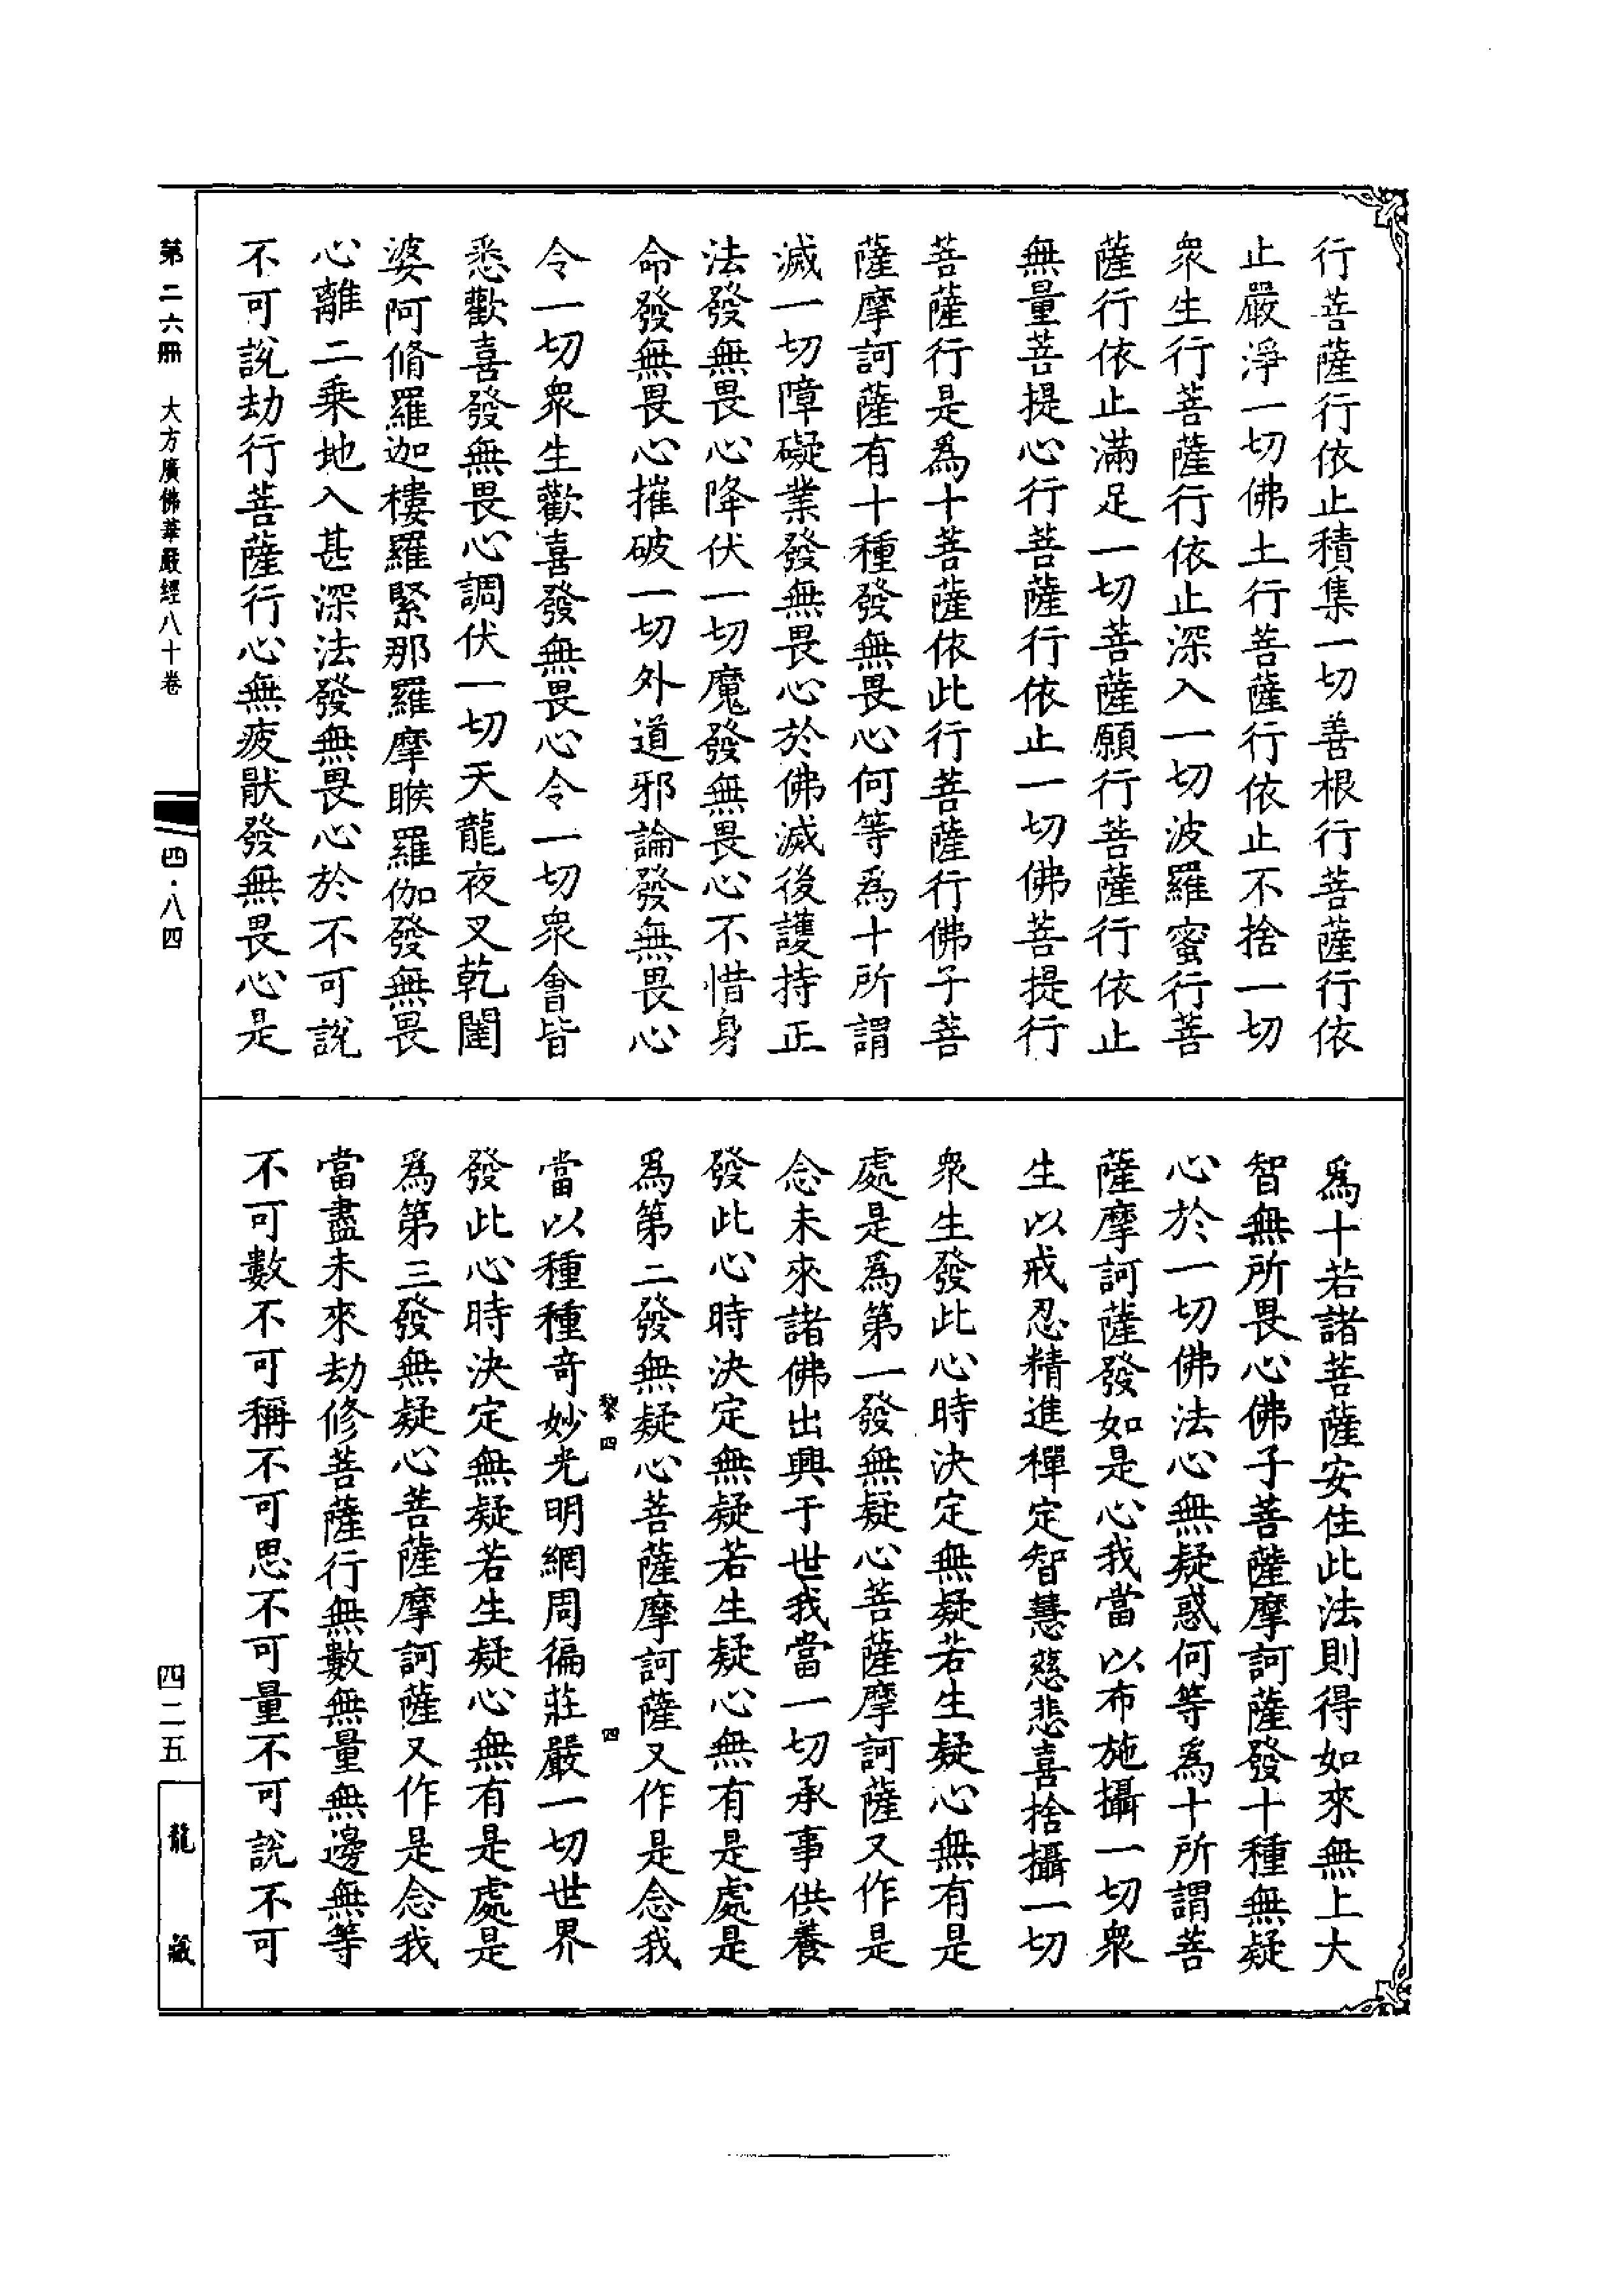 行菩薩行依止積集一切善根行菩薩行依
止嚴淨一切佛土行菩薩行依止不捨一切
衆生行菩薩行依止深入一切波羅蜜行菩
薩行依止滿足一切菩薩願行菩薩行依止
無量菩提心行菩薩行依止一切佛菩提行
菩薩行是爲十菩薩依此行菩薩行佛子菩
薩摩訶薩有十種發無畏心何等爲十所謂
滅一切障礙業發無畏心於佛滅後護持正
法發無畏心降伏一切魔發無畏心不惜身
命發無畏心摧破一切外道邪論發無畏心
令一切衆生歡喜發無畏心令一切衆會皆
悉歡喜發無畏心調伏一切天龍夜叉乾闥
婆阿脩羅迦樓羅緊那羅摩睺羅伽發無畏
心離二乘地入甚深法發無畏心於不可說
不可說劫行菩薩行心無疲猒發無畏心是
爲十若諸菩薩安住此法則得如來無上大
智無所畏心佛子菩薩摩訶薩發十種無疑
心於一切佛法心無疑惑何等爲十所謂菩
薩摩訶薩發如是心我當以布施攝一切衆
生以戒忍精進禪定智慧慈悲喜捨攝一切
衆生發此心時決定無疑若生疑心無有是
處是爲第一發無疑心菩薩摩訶薩又作是
念未來諸佛出興于世我當一切承事供養
發此心時決定無疑若生疑心無有是處是
爲第二發無疑心菩薩摩訶薩又作是念我
黎四
四
當以種種奇妙光明網周徧莊嚴一切世界
發此心時決定無疑若生疑心無有是處是
爲第三發無疑心菩薩摩訶薩又作是念我
當盡未來劫修菩薩行無數無量無邊無等
不可數不可稱不可思不可量不可說不可
第二六冊 大方廣佛華嚴經八十卷
四·八四
四二五
龍藏